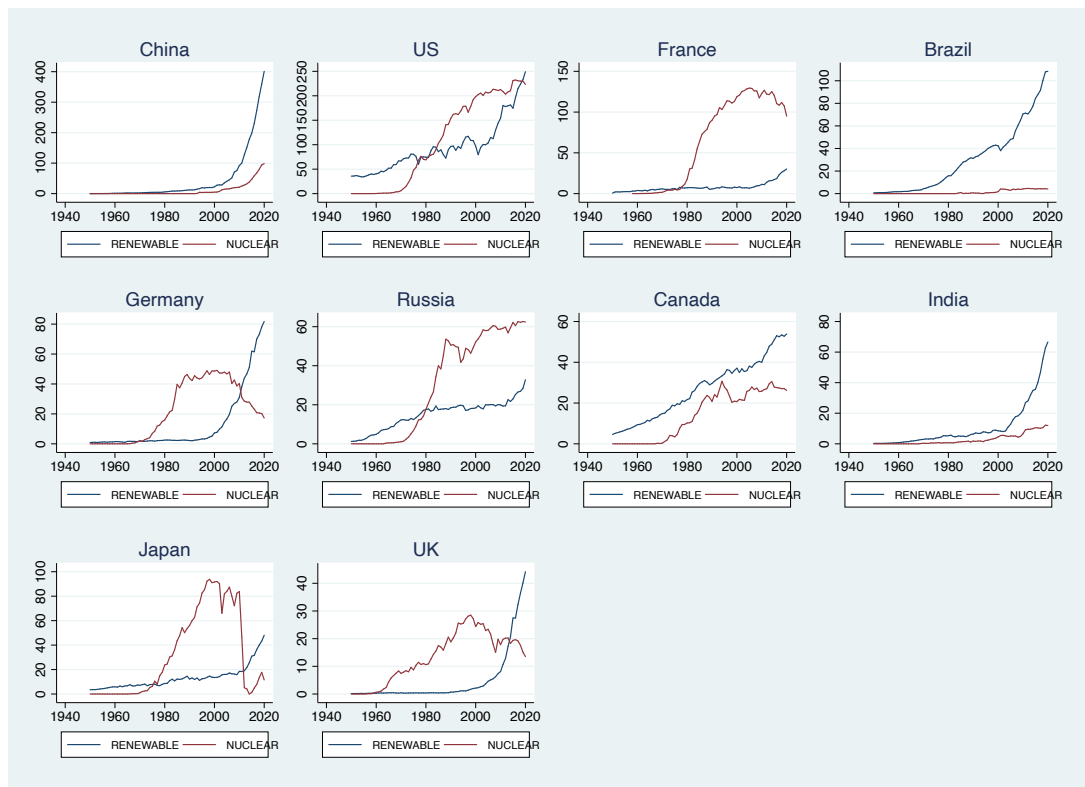 China
US
France
Brazil
0 100 200 300 400
0 50 100 150 200 250
0 50 100 150
0 20 40 60 80 100
1940 1960 1980 2000 2020
1940 1960 1980 2000 2020
1940 1960 1980 2000 2020
1940 1960 1980 2000 2020
RENEWABLE NUCLEAR
RENEWABLE NUCLEAR
RENEWABLE NUCLEAR
RENEWABLE NUCLEAR
Germany
Russia
Canada
India
0 20 40 60 80
0 20 40 60
0 20 40 60
0 20 40 60 80
1940 1960 1980 2000 2020
1940 1960 1980 2000 2020
1940 1960 1980 2000 2020
1940 1960 1980 2000 2020
RENEWABLE NUCLEAR
RENEWABLE NUCLEAR
RENEWABLE NUCLEAR
RENEWABLE NUCLEAR
Japan
UK
0 20 40 60 80 100
0 10 20 30 40
1940 1960 1980 2000 2020
1940 1960 1980 2000 2020
RENEWABLE NUCLEAR
RENEWABLE NUCLEAR